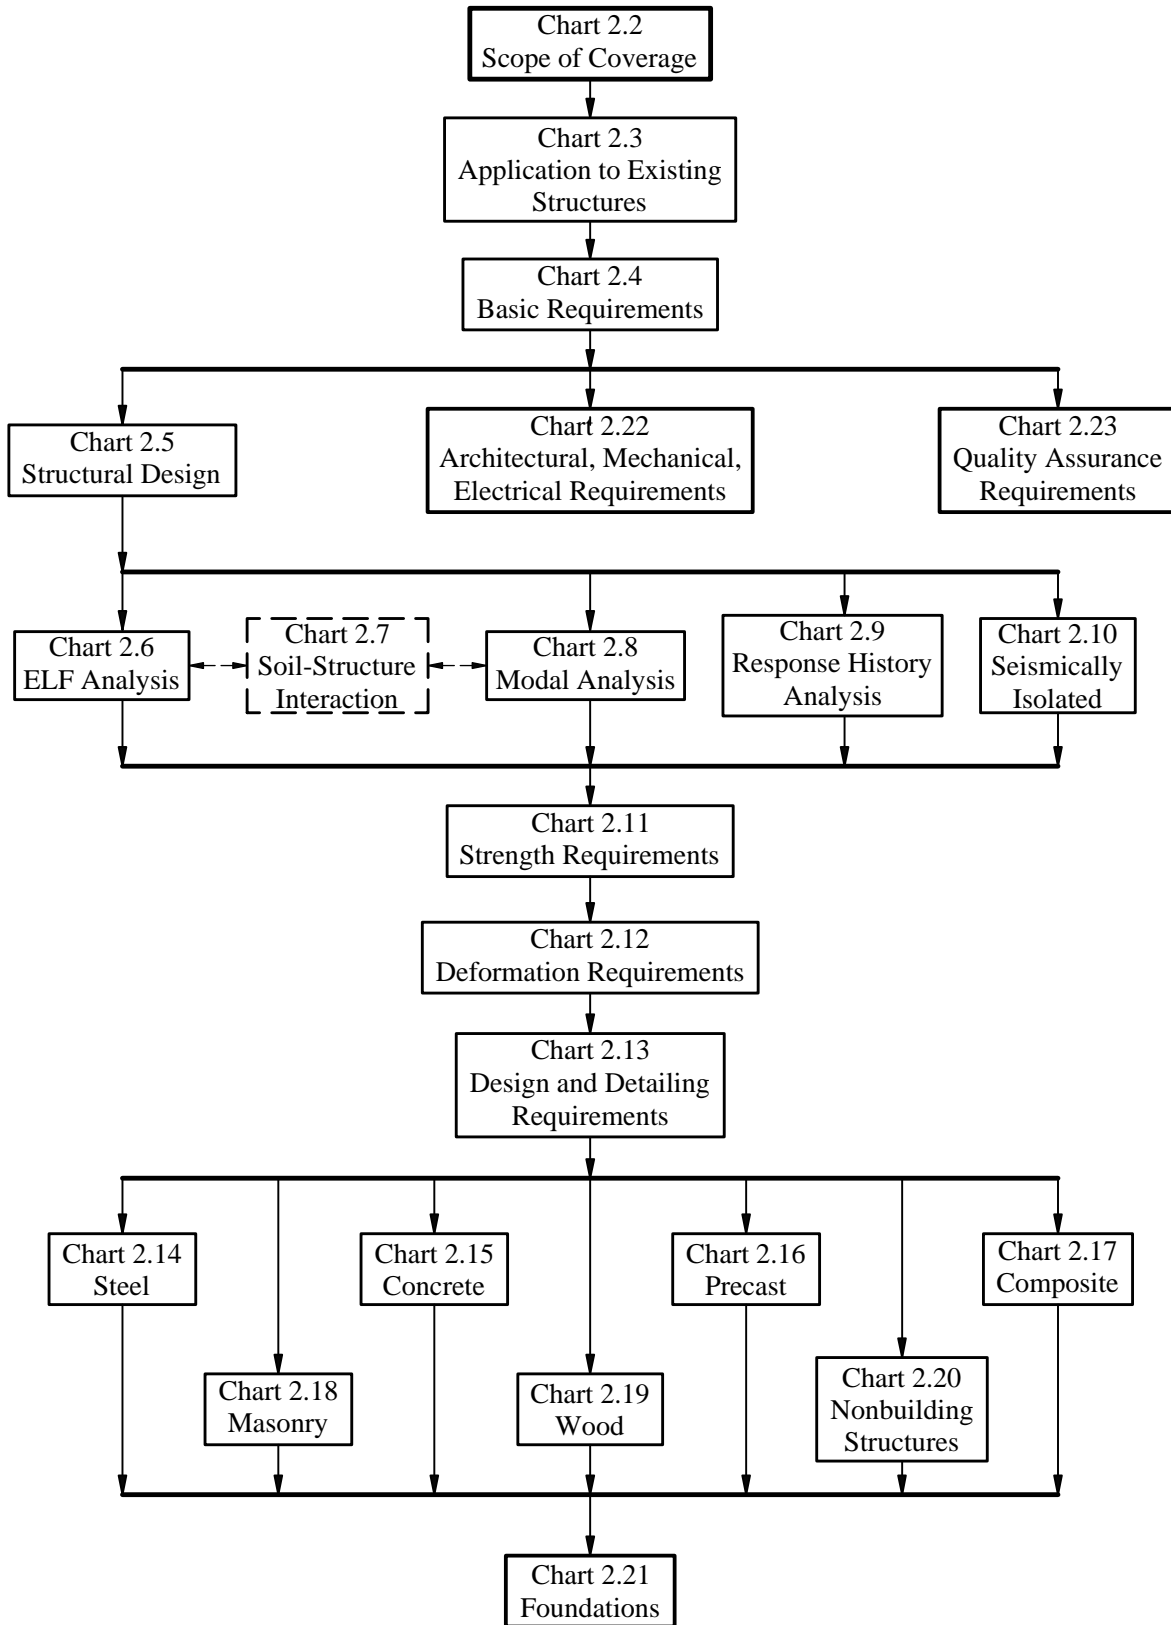 Chart 2.2
Scope of Coverage
Chart 2.3
Application to Existing
Structures
Chart 2.4
Basic Requirements
Chart 2.5
Structural Design
Chart 2.22
Architectural, Mechanical,
Electrical Requirements
Chart 2.23
Quality Assurance
Requirements
Chart 2.6
ELF Analysis
Chart 2.7
Soil-Structure
Interaction
Chart 2.8
Modal Analysis
Chart 2.9
Response History
Analysis
Chart 2.10
Seismically
Isolated
Chart 2.11
Strength Requirements
Chart 2.12
Deformation Requirements
Chart 2.13
Design and Detailing
Requirements
Chart 2.14
Steel
Chart 2.15
Concrete
Chart 2.16
Precast
Chart 2.17
Composite
Chart 2.18
Masonry
Chart 2.19
Wood
Chart 2.20
Nonbuilding
Structures
Chart 2.21
Foundations